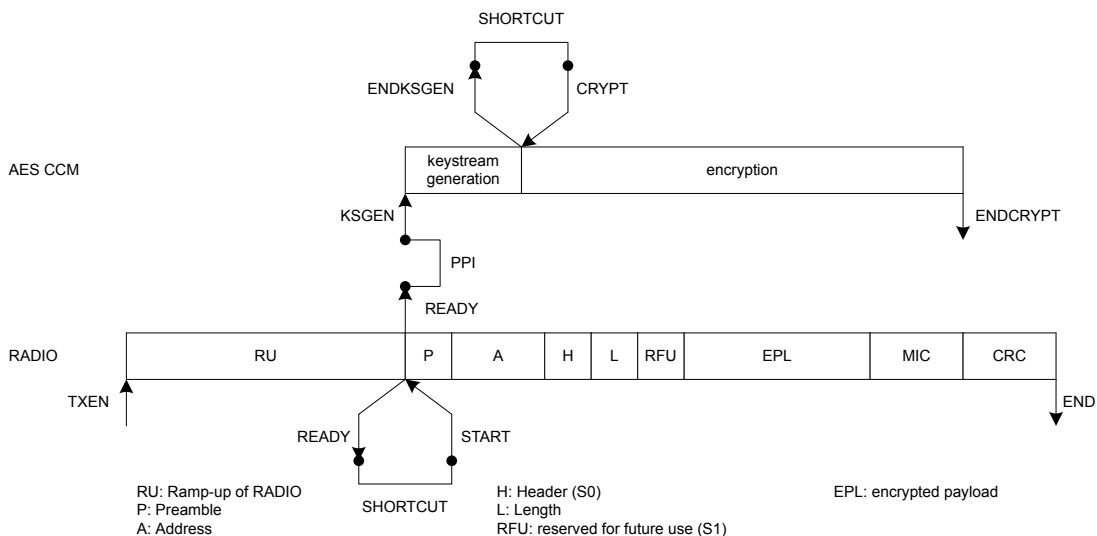 SHORTCUT
ENDKSGEN
CRYPT
AES CCM
keystream
generation
encryption
KSGEN
ENDCRYPT
PPI
READY
RADIO
RU
P
A
H
L
RFU
EPL
MIC
CRC
TXEN
END
READY
START
SHORTCUT
RU: Ramp-up of RADIO
P: Preamble
A: Address
H: Header (S0)
L: Length
RFU: reserved for future use (S1)
EPL: encrypted payload